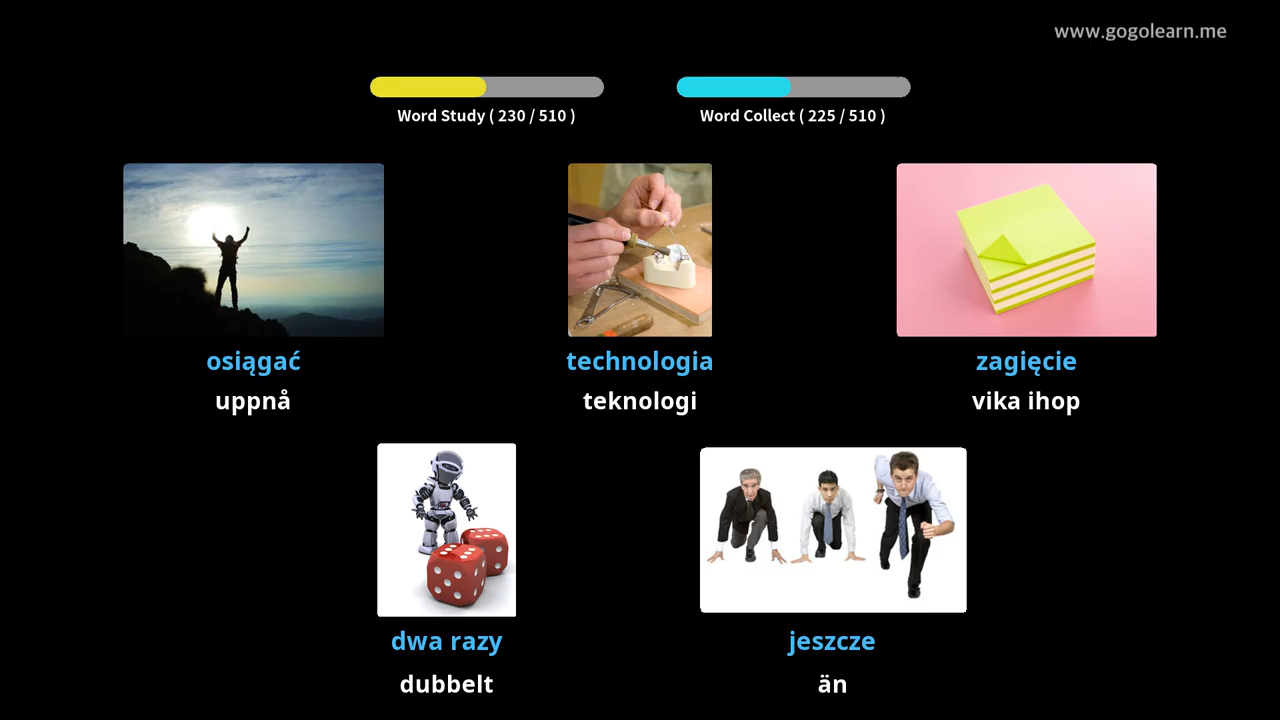 www.gogolearn.me
Word Study ( 230 / 510 )
Word Collect ( 225 / 510 )
osiągać
technologia
zagięcie
uppnå
teknologi
vika ihop
dwa razy
jeszcze
dubbelt
än